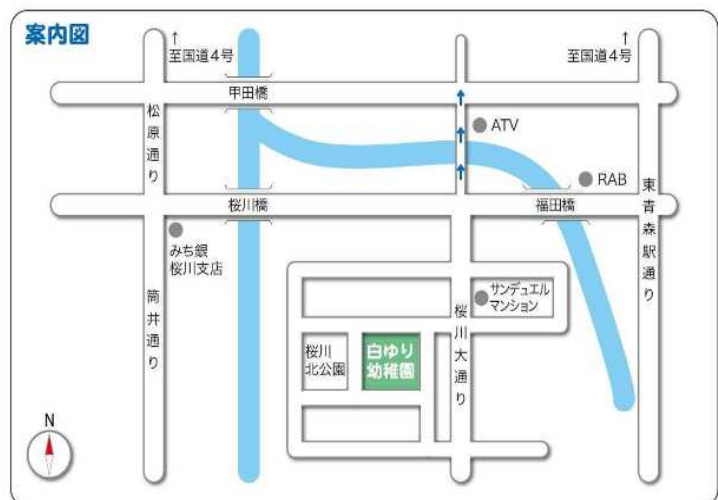 案内図
↑
至国道4号
↑
至国道4号
甲田橋
松原通り
ATV
RAB
桜川橋
福田橋
東青森駅通り
みち銀
桜川支店
サンデュエル
マンション
筒井通り
桜川大通り
桜川
北公園
白ゆり
幼稚園
N